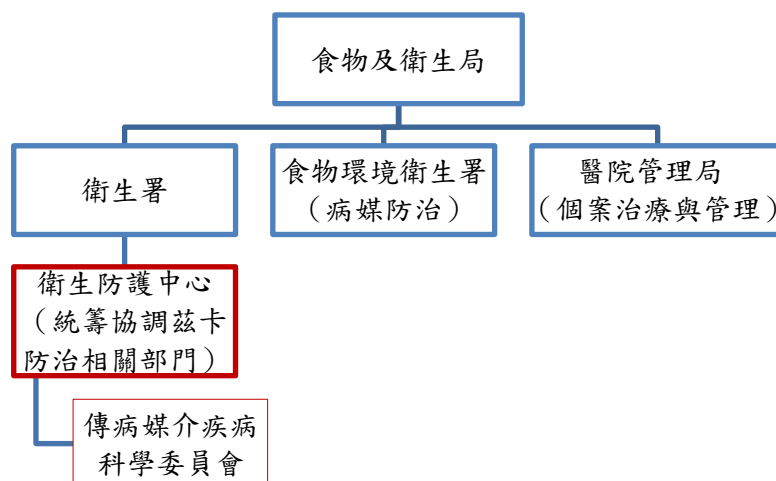 食物及衛生局
衛生署
食物環境衛生署
（病媒防治）
醫院管理局
（個案治療與管理）
衛生防護中心
（統籌協調茲卡
防治相關部門）
傳病媒介疾病
科學委員會